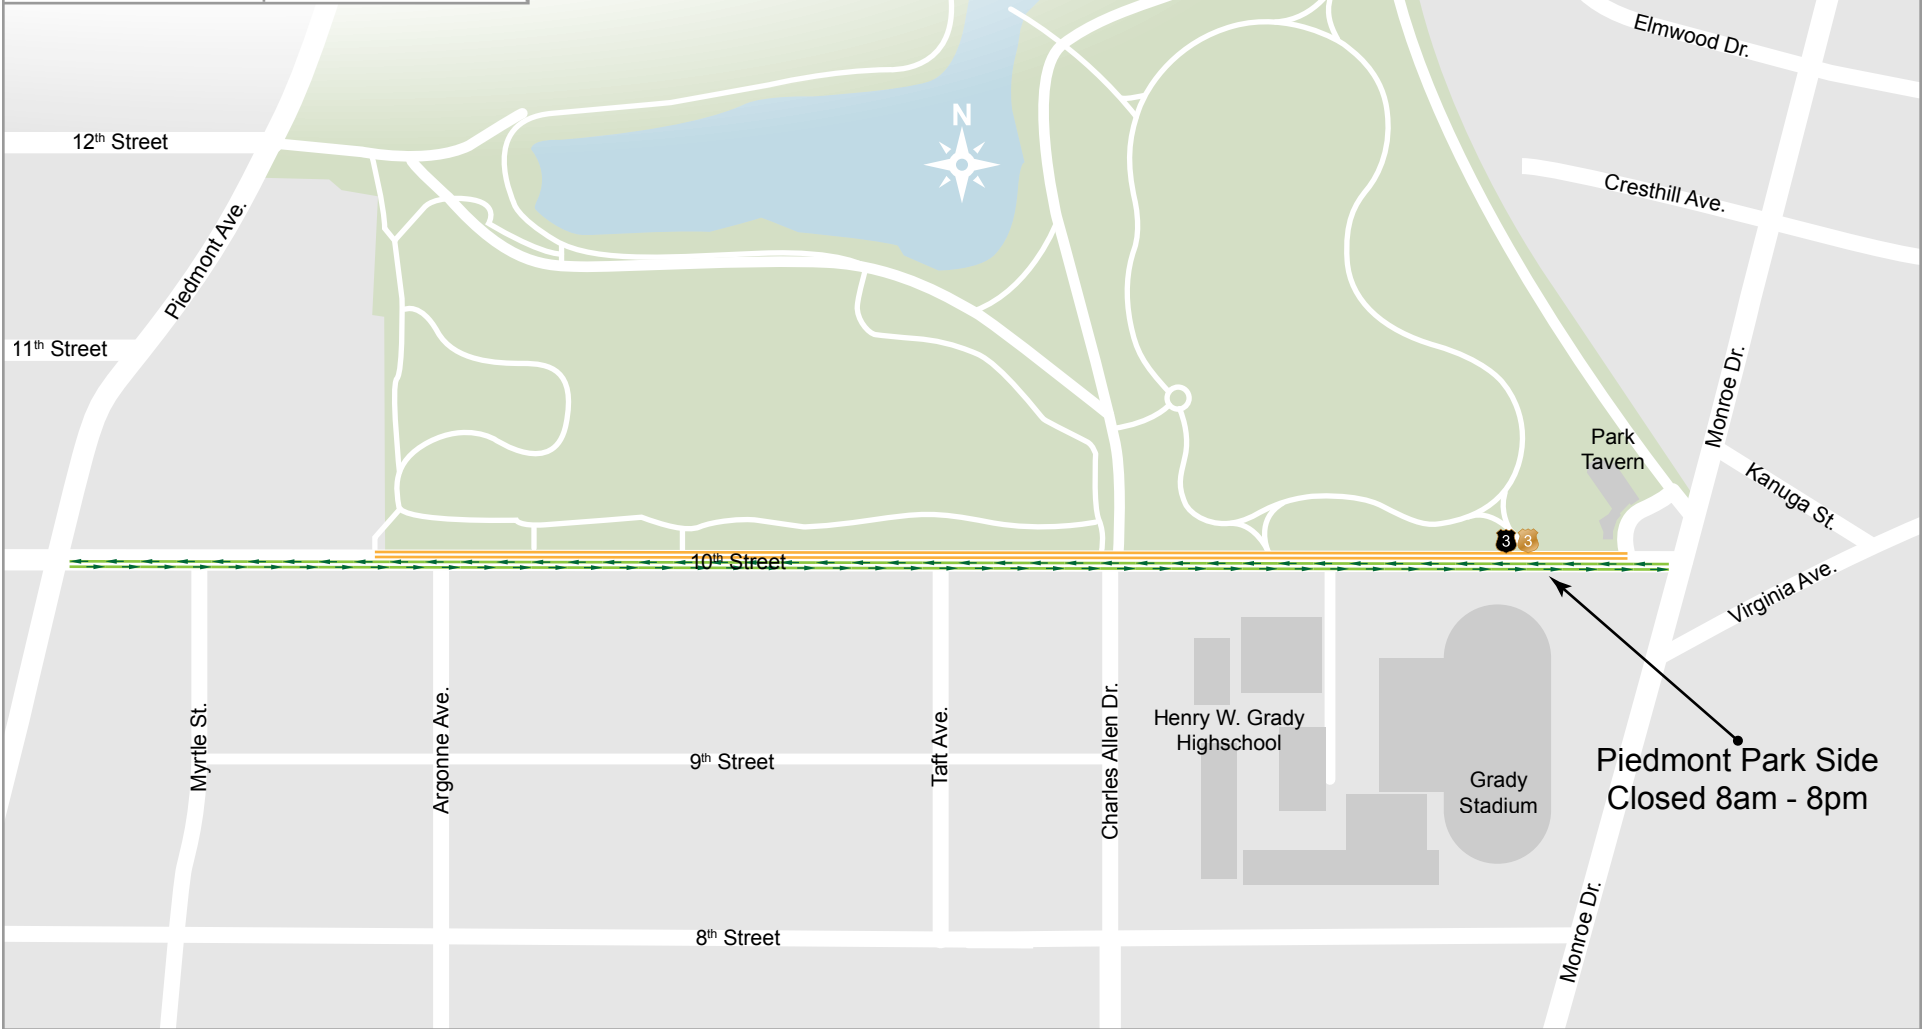 Elmwood Dr.
N
12th Street
Cresthill Ave.
Piedmont Ave.
11th Street
Monroe Dr.
Park
Tavern
Kanuga St.
3 3
10th Street
Virginia Ave.
Myrtle St.
Argonne Ave.
Taft Ave.
Charles Allen Dr.
Henry W. Grady
Highschool
9th Street
Piedmont Park Side
Closed 8am - 8pm
Grady
Stadium
8th Street
Monroe Dr.